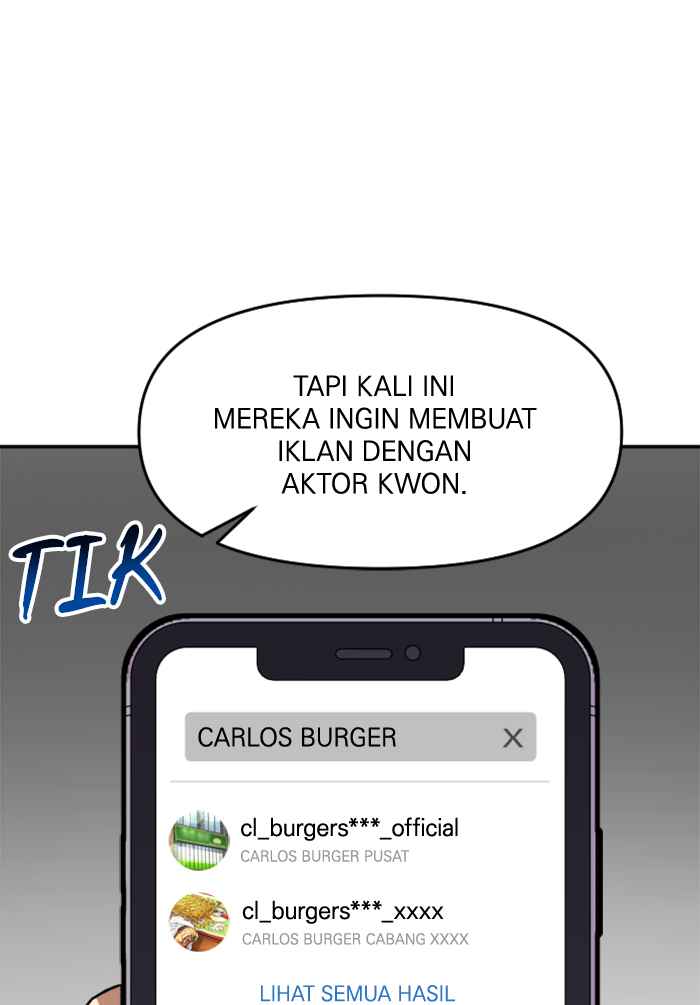 TAPI KALI INI
MEREKA INGIN MEMBUAT
IKLAN DENGAN
AKTOR KWON.
TIK
CARLOS BURGER X
cl_burgers***_official
CARLOS BURGER PUSAT
cl_burgers***_xxxx
CARLOS BURGER CABANG XXXX
LIHAT SEMUA HASIL